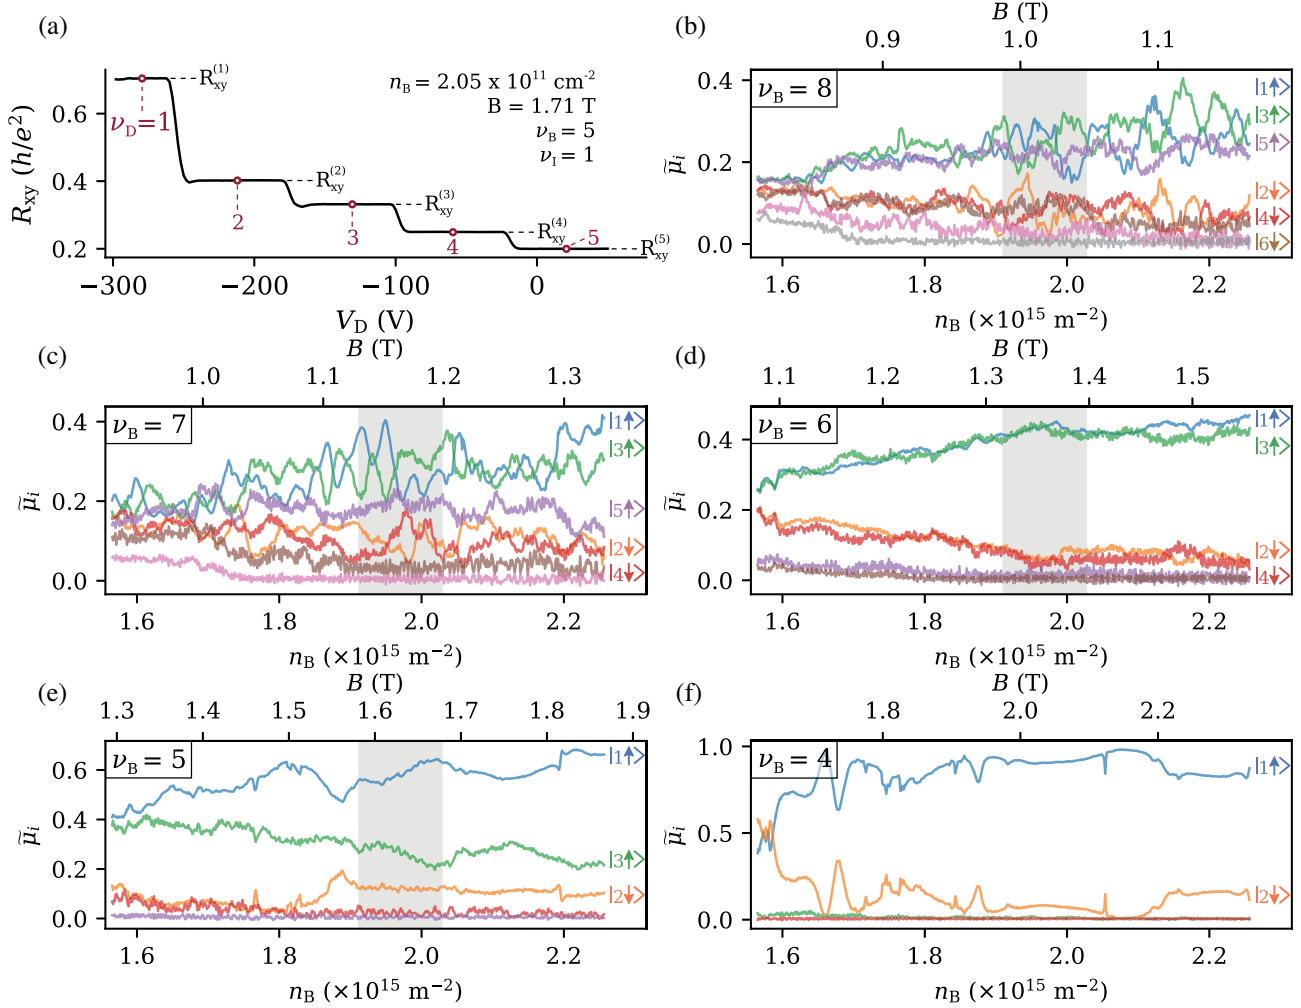 (a)
n_B = 2.05 x 10^11 cm^-2
B = 1.71 T
ν_B = 5
ν_I = 1
R_xy^(1)
R_xy^(2)
R_xy^(3)
R_xy^(4)
R_xy^(5)
ν_D=1
2
3
4
5
R_xy (h/e²)
0.6
0.4
0.2
−300
−200
−100
0
V_D (V)
(b)
B (T)
0.9
1.0
1.1
ν_B = 8
0.4
0.2
0.0
μ̃_i
|1↑>
|3↑>
|5↑>
|2↓>
|4↓>
|6↓>
1.6
1.8
2.0
2.2
n_B (×10^15 m^−2)
(c)
B (T)
1.0
1.1
1.2
1.3
ν_B = 7
0.4
0.2
0.0
μ̃_i
|1↑>
|3↑>
|5↑>
|2↓>
|4↓>
1.6
1.8
2.0
2.2
n_B (×10^15 m^−2)
(d)
B (T)
1.1
1.2
1.3
1.4
1.5
ν_B = 6
0.4
0.2
0.0
μ̃_i
|1↑>
|3↑>
|2↓>
|4↓>
1.6
1.8
2.0
2.2
n_B (×10^15 m^−2)
(e)
B (T)
1.3
1.4
1.5
1.6
1.7
1.8
1.9
ν_B = 5
0.6
0.4
0.2
0.0
μ̃_i
|1↑>
|3↑>
|2↓>
1.6
1.8
2.0
2.2
n_B (×10^15 m^−2)
(f)
B (T)
1.8
2.0
2.2
ν_B = 4
1.0
0.5
0.0
μ̃_i
|1↑>
|2↓>
1.6
1.8
2.0
2.2
n_B (×10^15 m^−2)